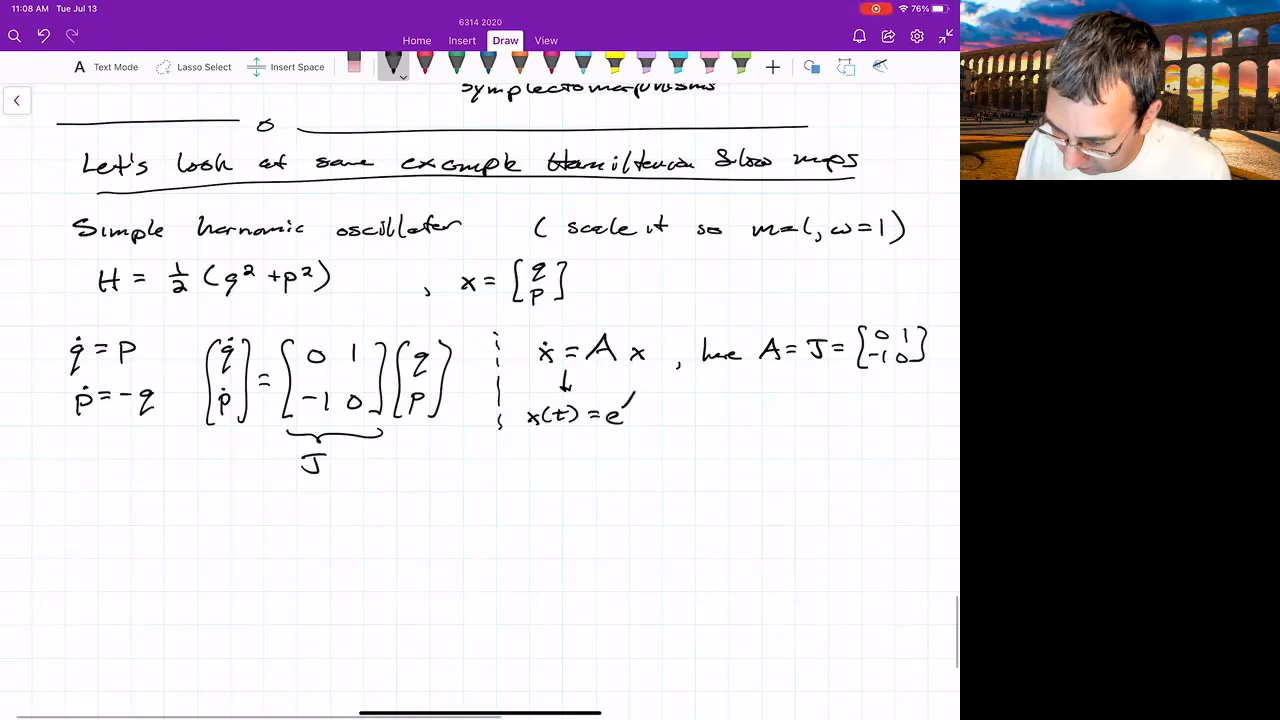 11:08 AM Tue Jul 13
76%
6314 2020
Home Insert Draw View
A Text Mode Lasso Select Insert Space
Symplectomorphisms
Let's look at some example Hamiltonian flow maps
Simple harmonic oscillator ( scale it so m=1, ω=1)
H = 1/2 (q² + p²) , x = [q p]
q̇ = p [q̇ ṗ] = [0 1 -1 0] [q p] ẋ = A x , here A = J = [0 1 -1 0]
ṗ = -q x(t) = e
J